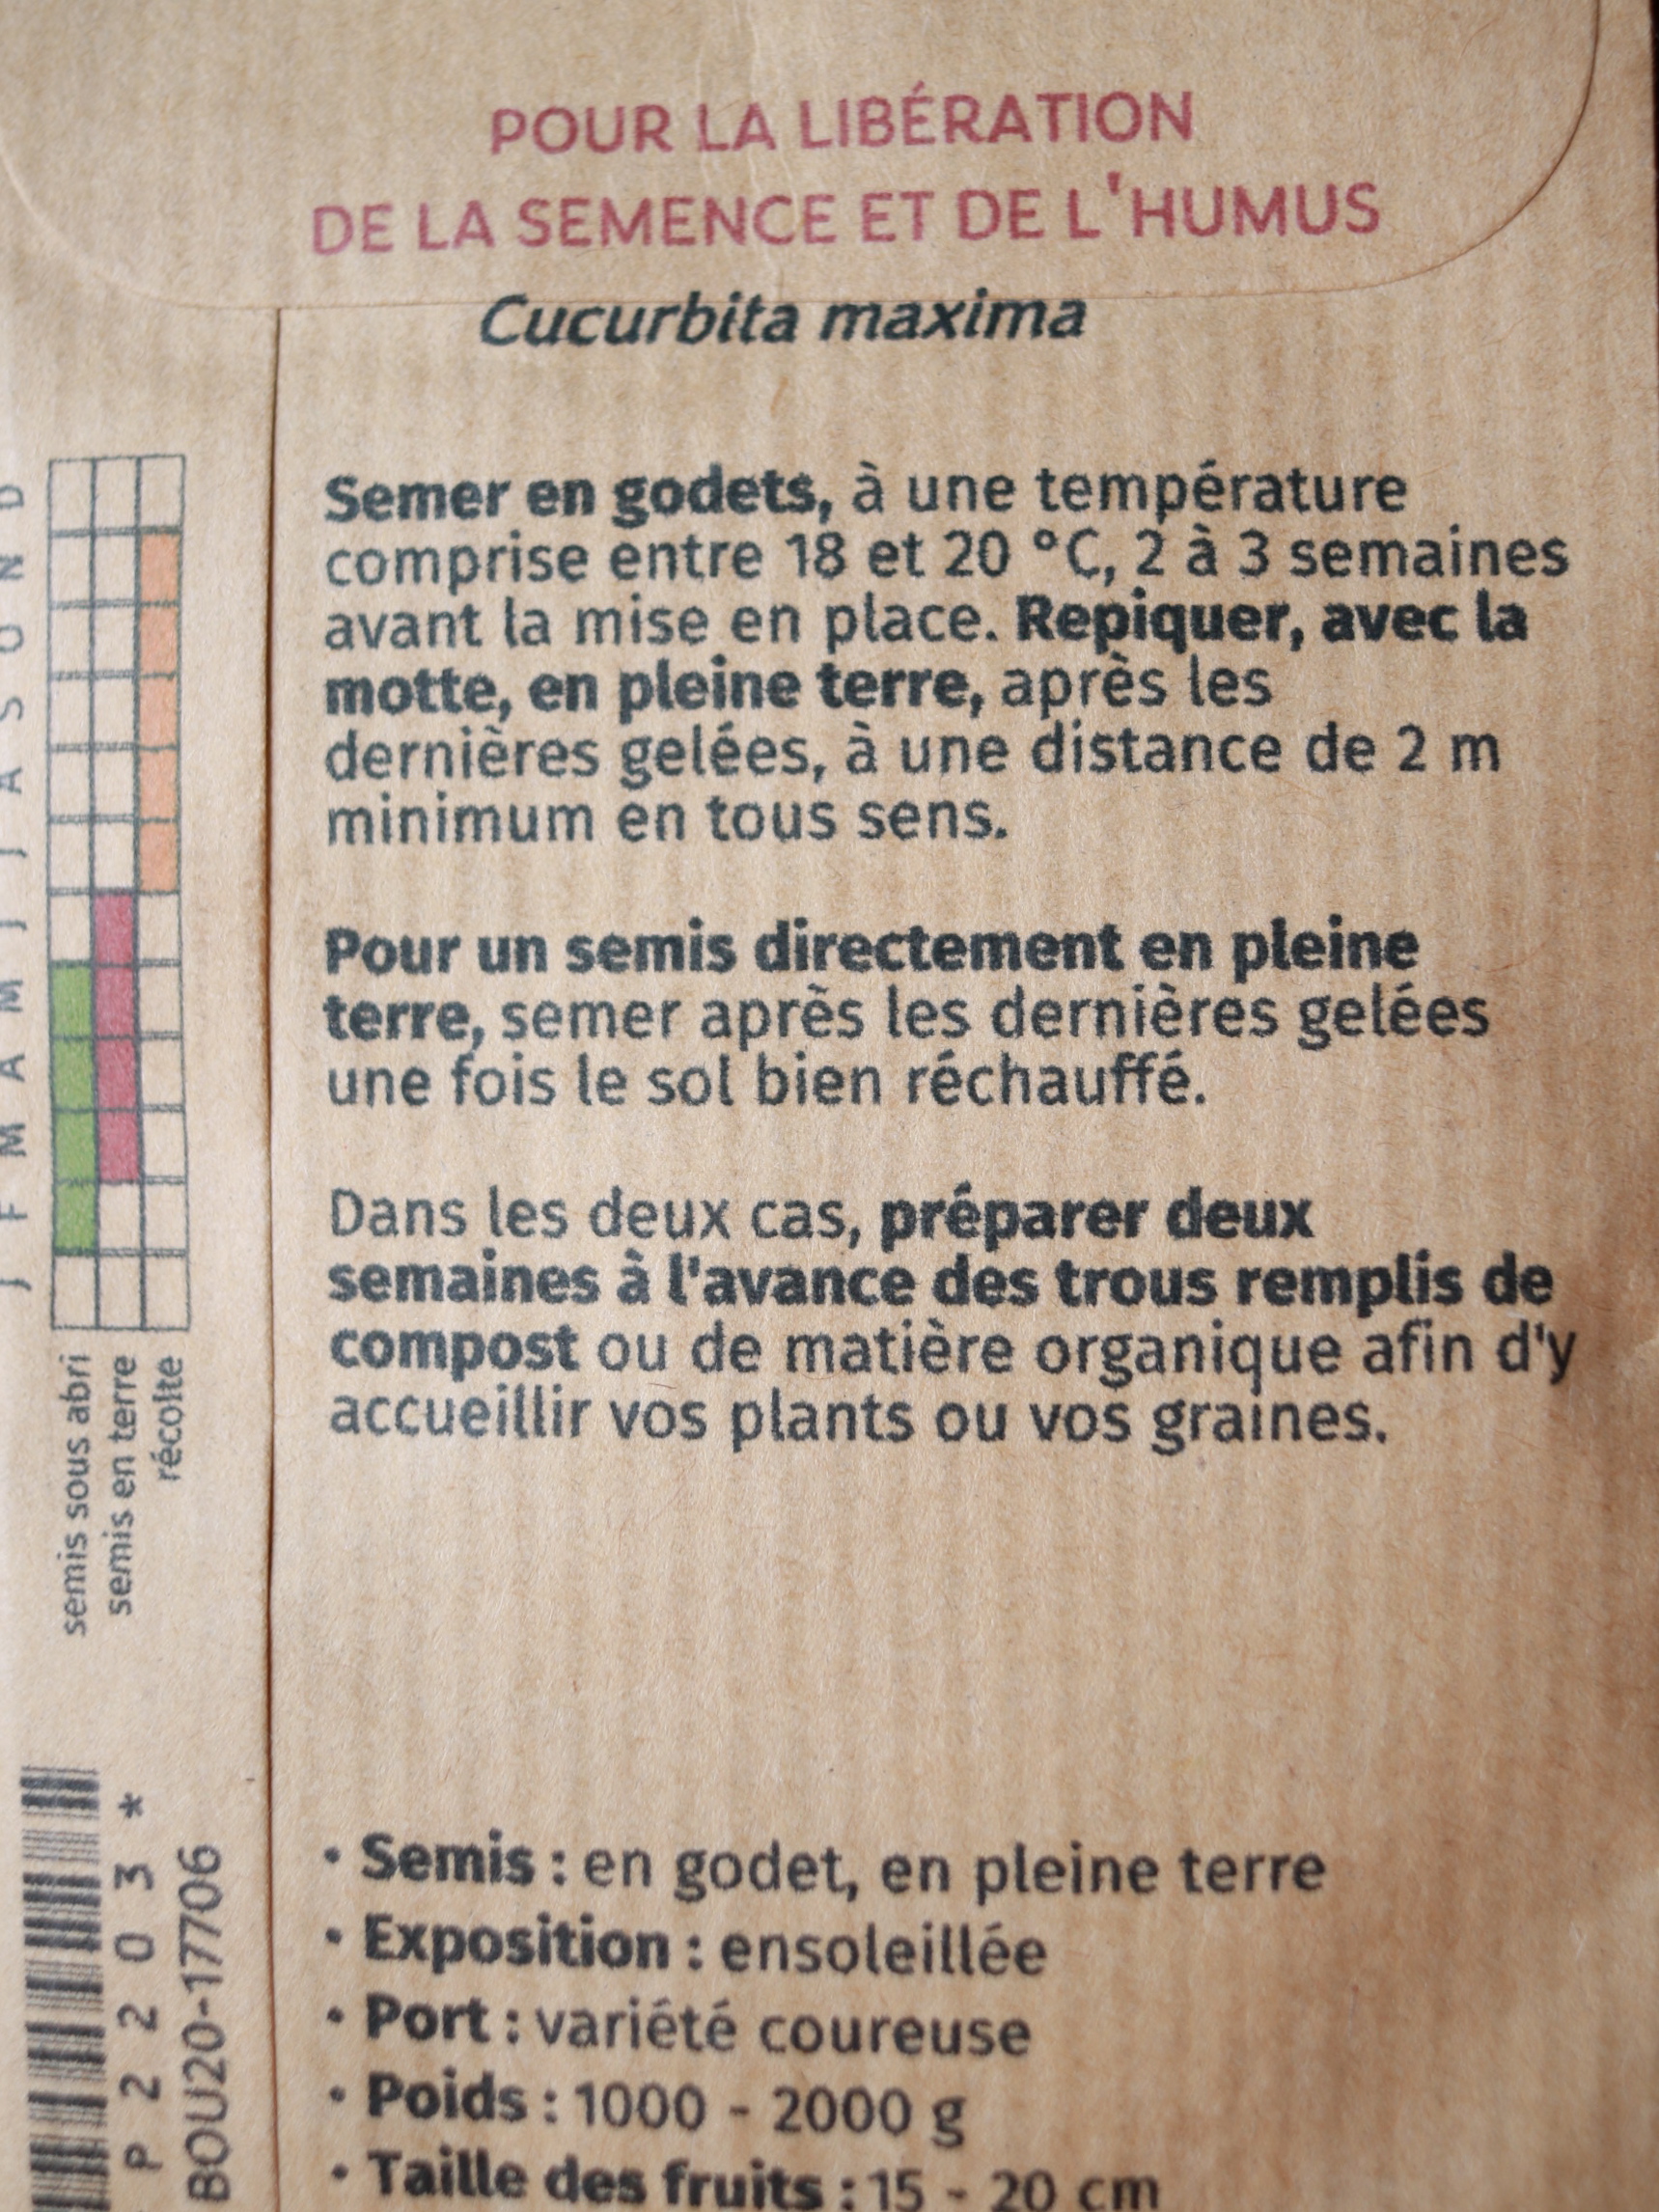 POUR LA LIBÉRATION
DE LA SEMENCE ET DE L'HUMUS
Cucurbita maxima
Semer en godets, à une température
comprise entre 18 et 20 °C, 2 à 3 semaines
avant la mise en place. Repiquer, avec la
motte, en pleine terre, après les
dernières gelées, à une distance de 2 m
minimum en tous sens.
Pour un semis directement en pleine
terre, semer après les dernières gelées
une fois le sol bien réchauffé.
Dans les deux cas, préparer deux
semaines à l'avance des trous remplis de
compost ou de matière organique afin d'y
accueillir vos plants ou vos graines.
• Semis : en godet, en pleine terre
• Exposition : ensoleillée
• Port : variété coureuse
• Poids : 1000 - 2000 g
• Taille des fruits : 15 - 20 cm
J F M A M J J A S O N D
semis sous abri
semis en terre
récolte
P 2 2 0 3 *
BOU20-17706